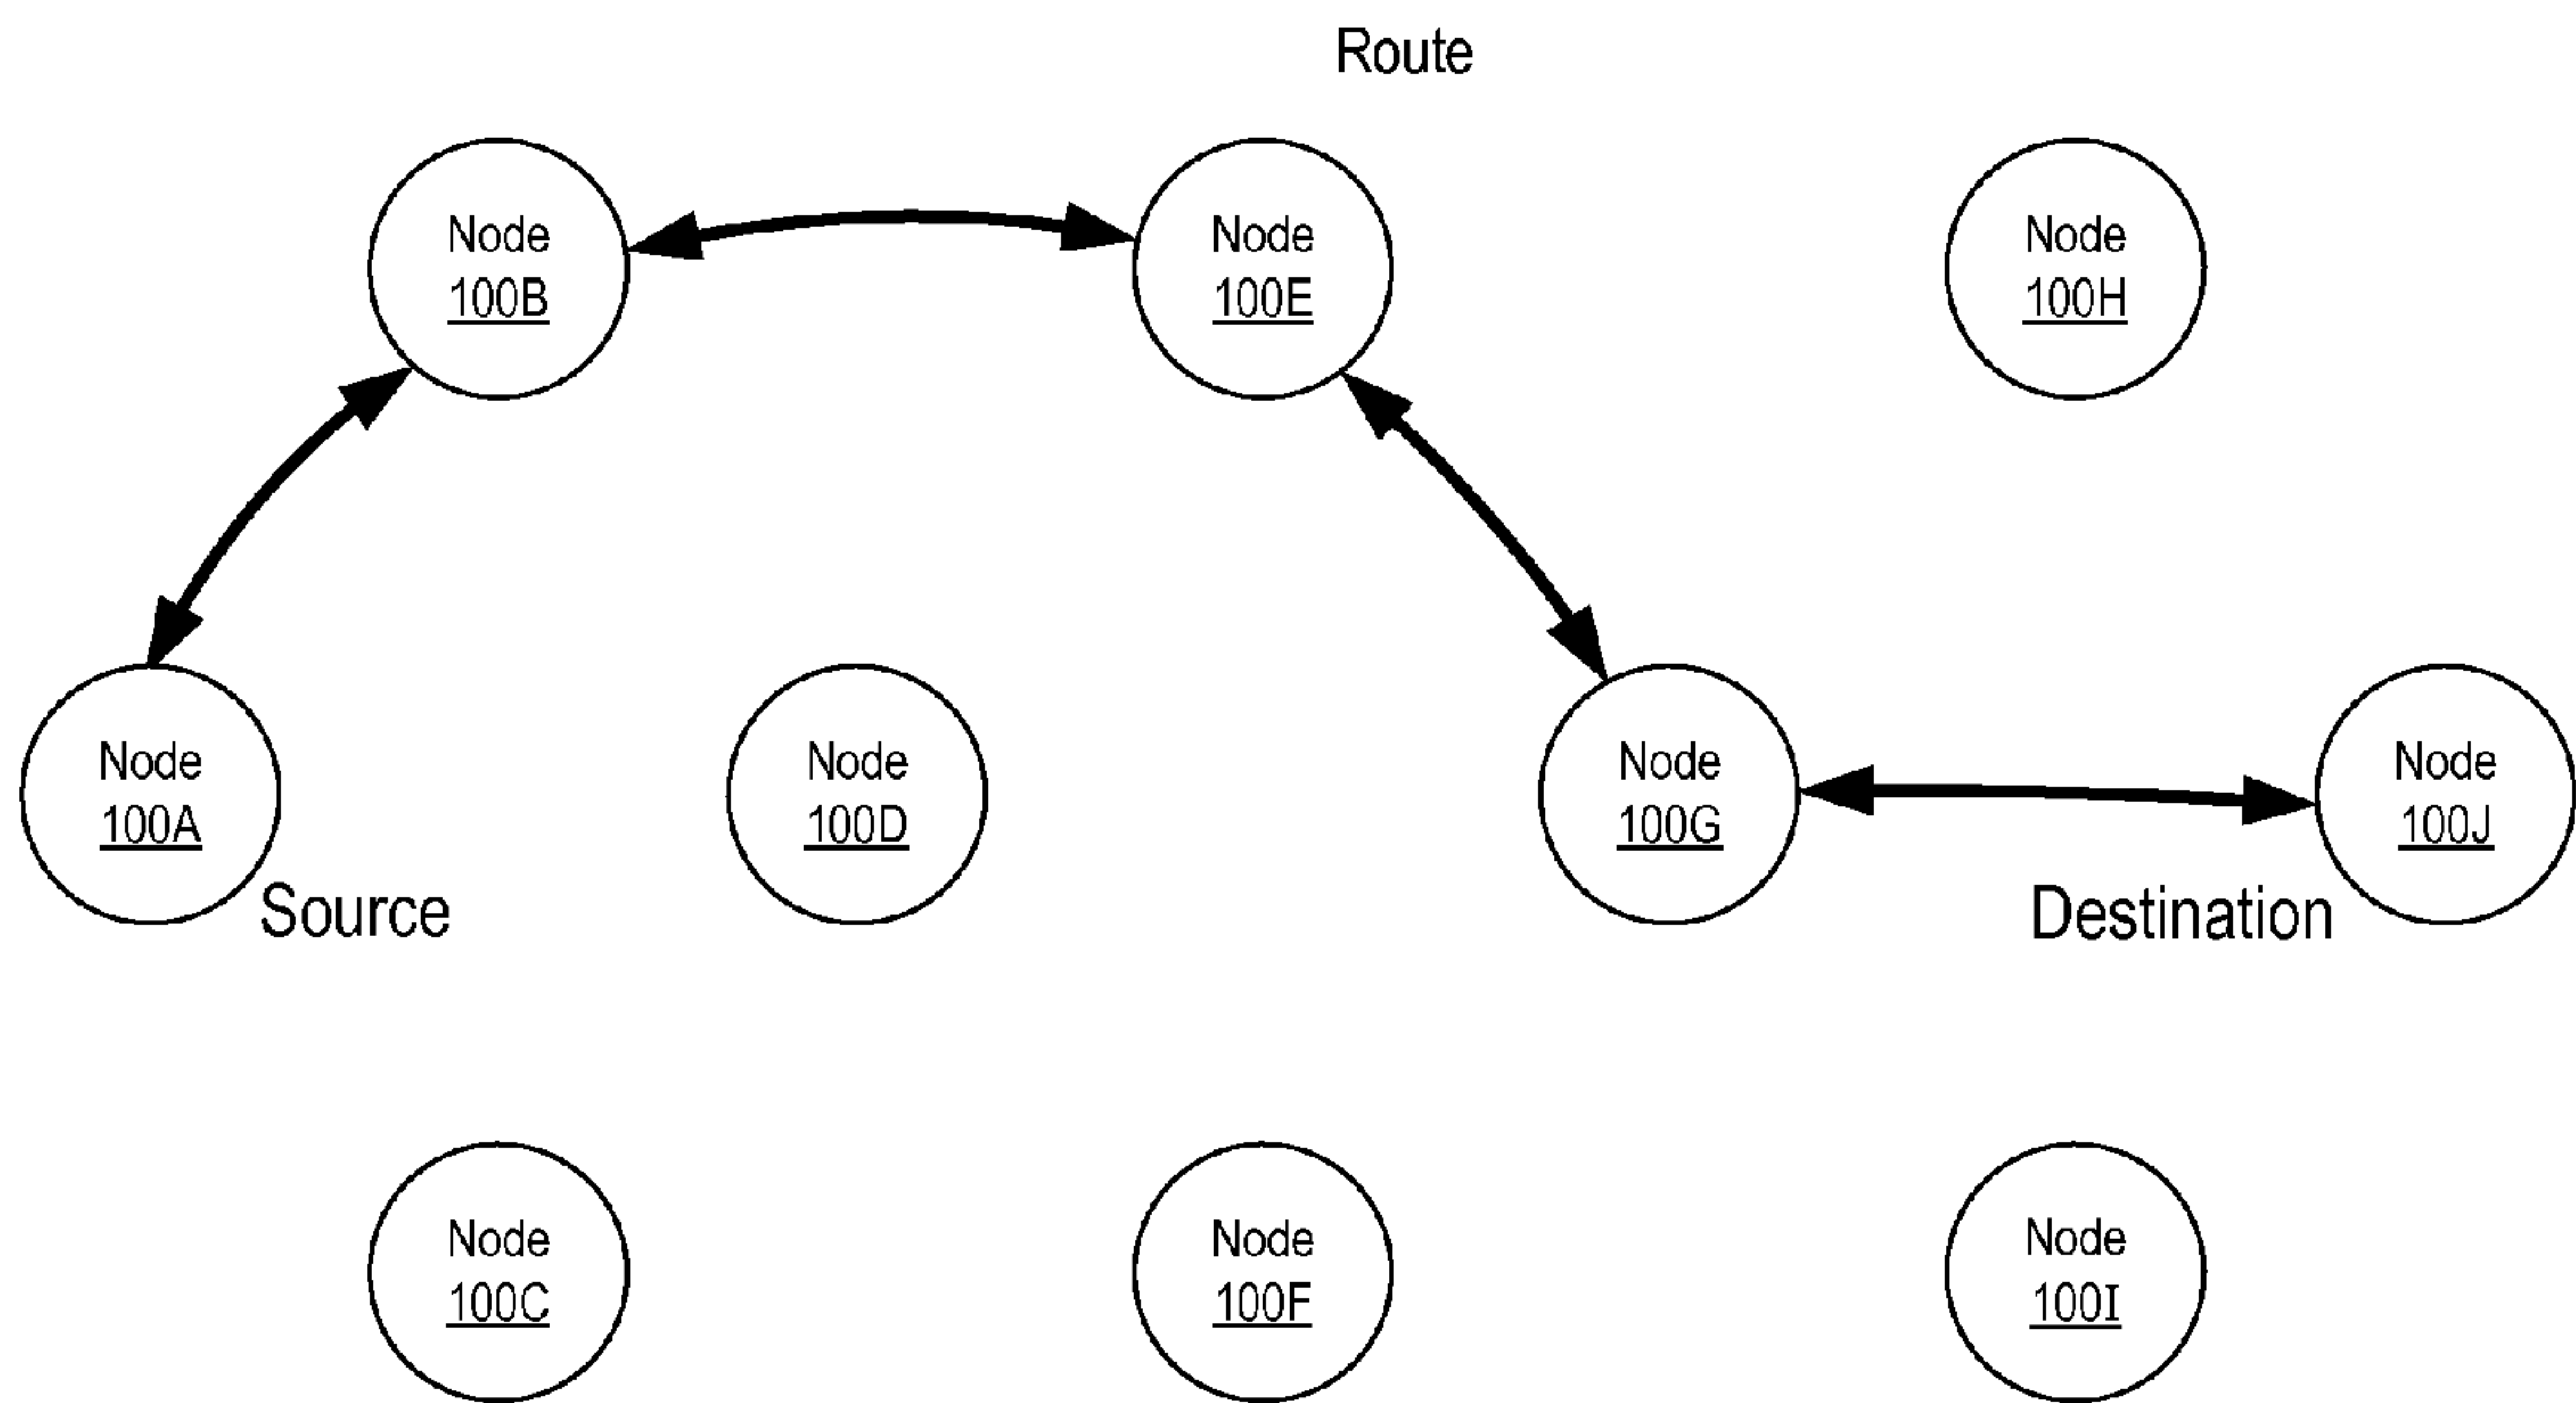 Route
Node
100B
Node
100E
Node
100H
Node
100A
Node
100D
Node
100G
Node
100J
Source
Destination
Node
100C
Node
100F
Node
100I